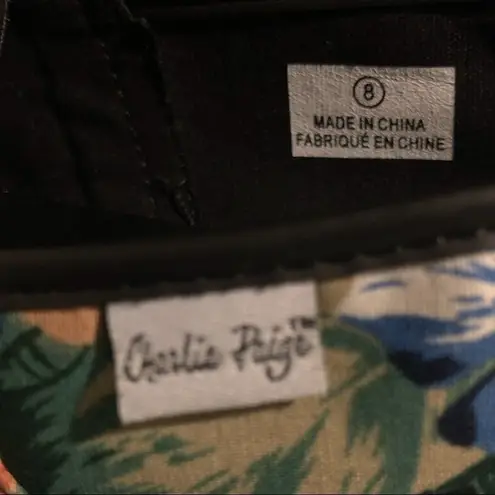 8
MADE IN CHINA
FABRIQUÉ EN CHINE
Charlie Paige™